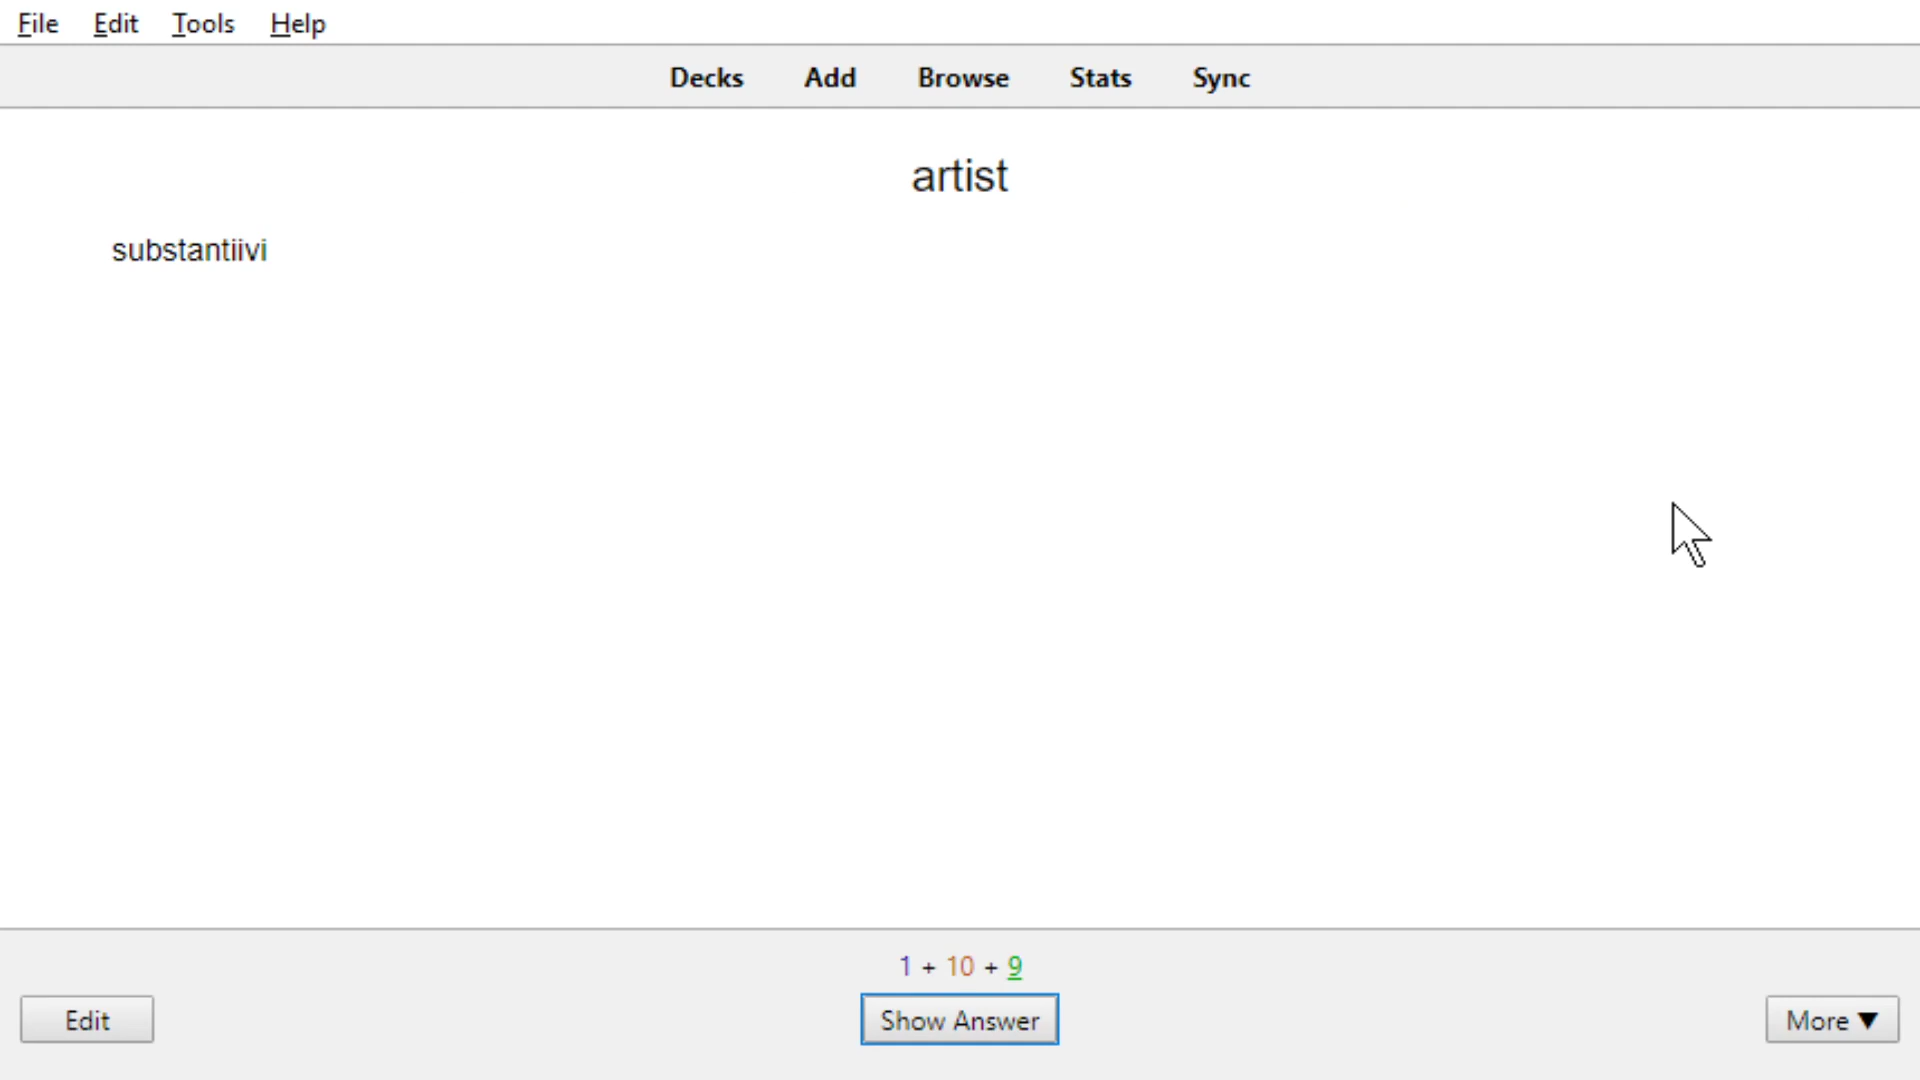 File Edit Tools Help
Decks Add Browse Stats Sync
artist
substantiivi
1 + 10 + 9
Edit Show Answer More ▼